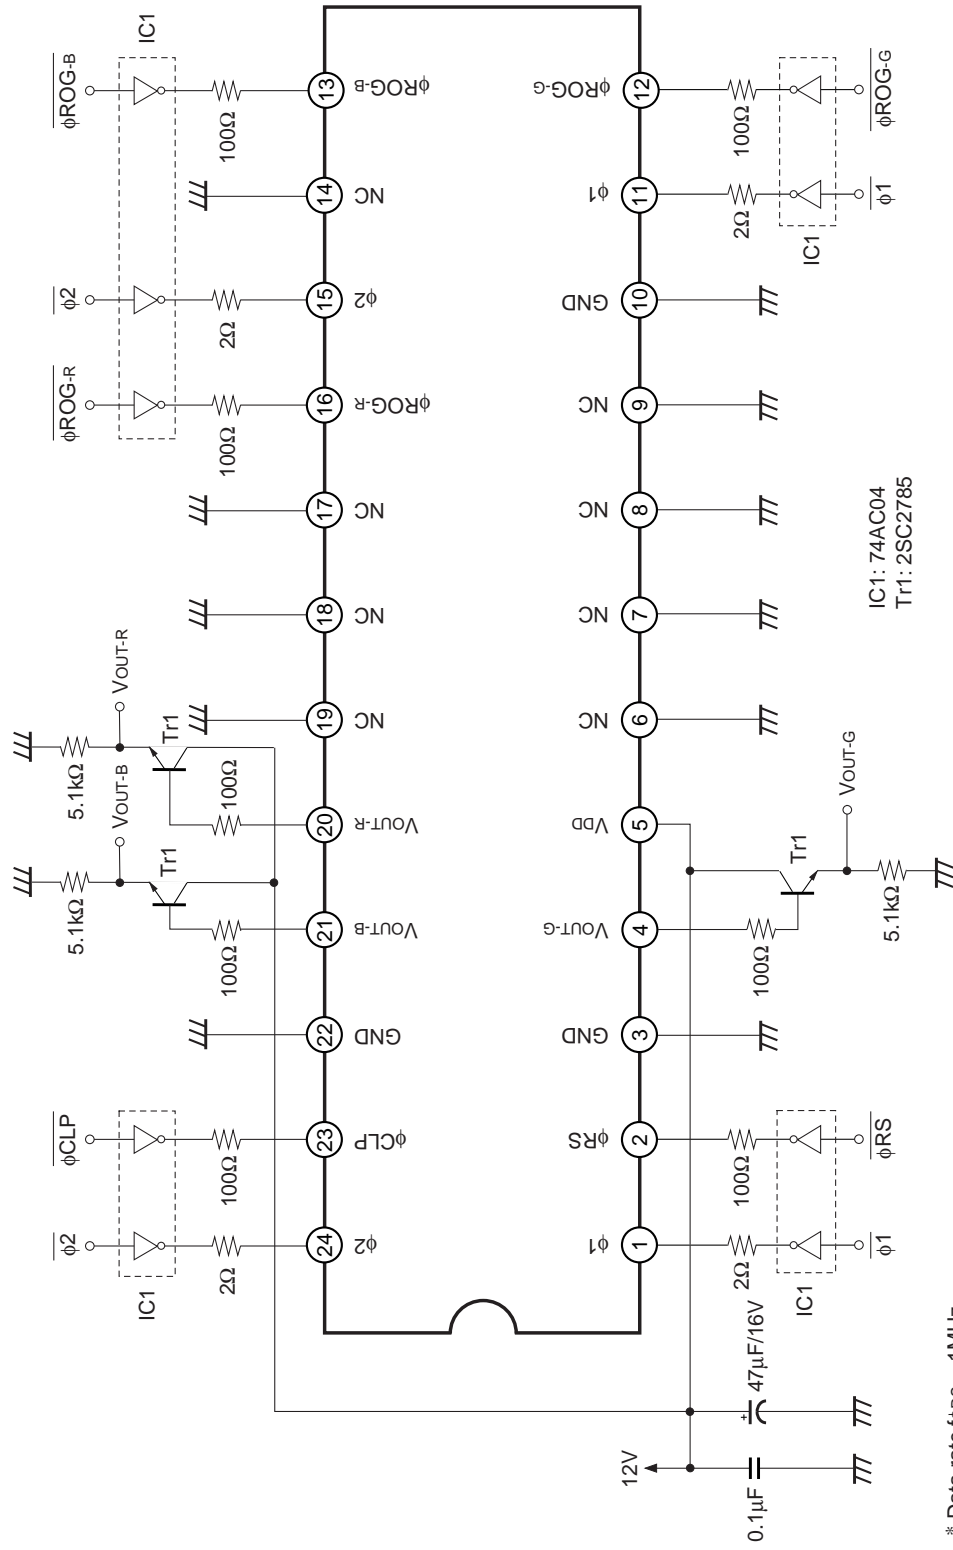 φ2
φCLP
5.1kΩ
5.1kΩ
φROG-R
φ2
φROG-B
VOUT-B
VOUT-R
IC1
IC1
Tr1
Tr1
2Ω
100Ω
100Ω
100Ω
100Ω
2Ω
100Ω
24
23
22
21
20
19
18
17
16
15
14
13
φ2
φCLP
GND
VOUT-B
VOUT-R
NC
NC
NC
φROG-R
φ2
NC
φROG-B
φ1
φRS
GND
VOUT-G
VDD
NC
NC
NC
NC
GND
φ1
φROG-G
1
2
3
4
5
6
7
8
9
10
11
12
12V
0.1μF
+
47μF/16V
2Ω
100Ω
100Ω
2Ω
100Ω
IC1
Tr1
IC1
VOUT-G
φ1
φRS
5.1kΩ
φ1
φROG-G
IC1: 74AC04
Tr1: 2SC2785
* Data rate 1MHz